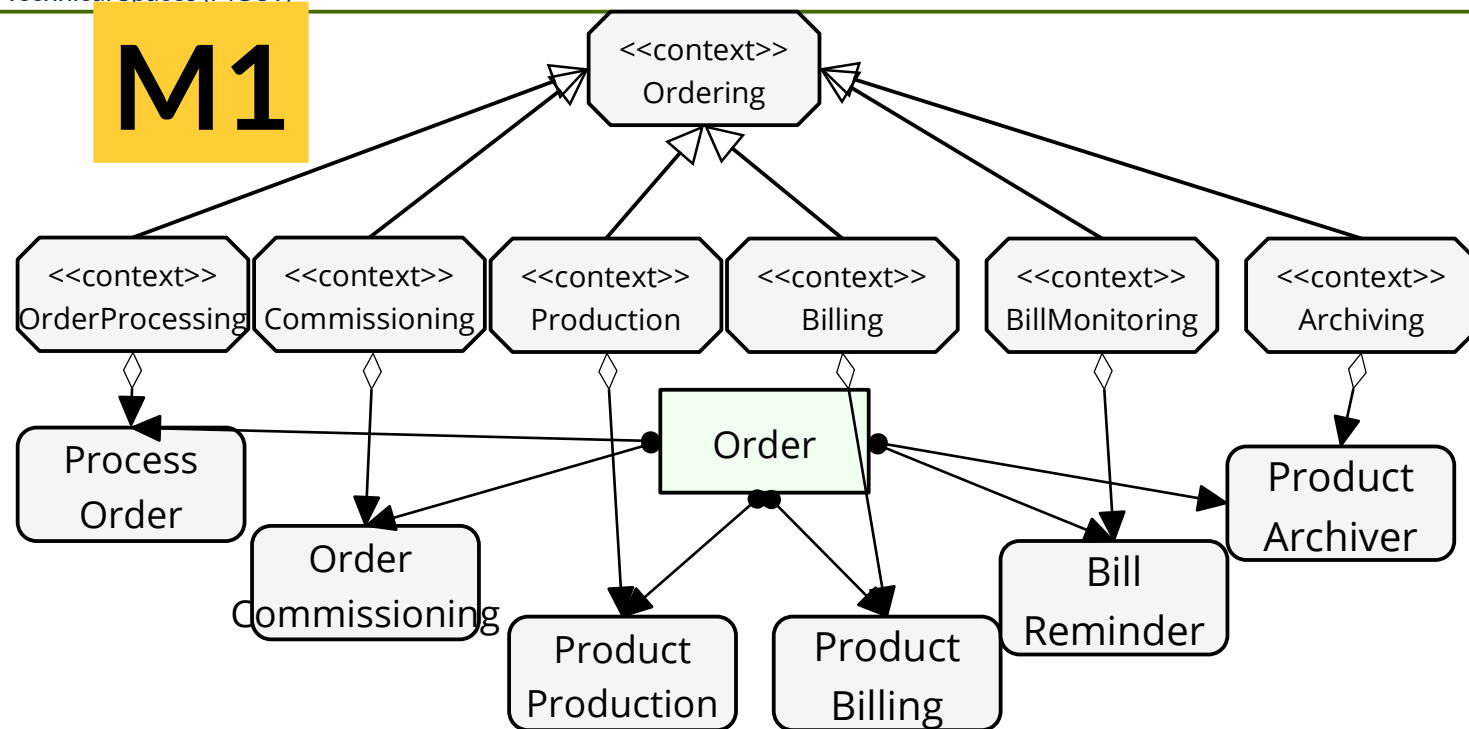 M1
<<context>>
Ordering
<<context>>
OrderProcessing
<<context>>
Commissioning
<<context>>
Production
<<context>>
Billing
<<context>>
BillMonitoring
<<context>>
Archiving
Order
Process
Order
Order
Commissioning
Product
Production
Product
Billing
Bill
Reminder
Product
Archiver